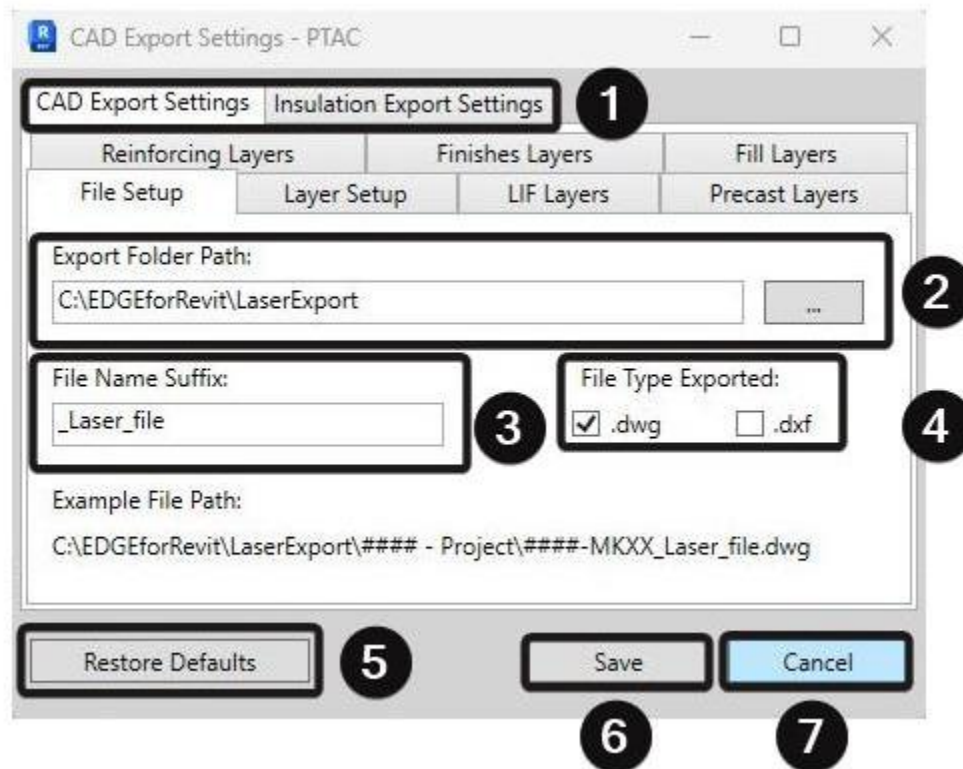 CAD Export Settings - PTAC
CAD Export Settings Insulation Export Settings 1
Reinforcing Layers Finishes Layers Fill Layers
File Setup Layer Setup LIF Layers Precast Layers
Export Folder Path:
C:\EDGEforRevit\LaserExport ... 2
File Name Suffix: File Type Exported:
_Laser_file 3 .dwg .dxf 4
Example File Path:
C:\EDGEforRevit\LaserExport\#### - Project\####-MKXX_Laser_file.dwg
Restore Defaults 5 Save Cancel
6 7